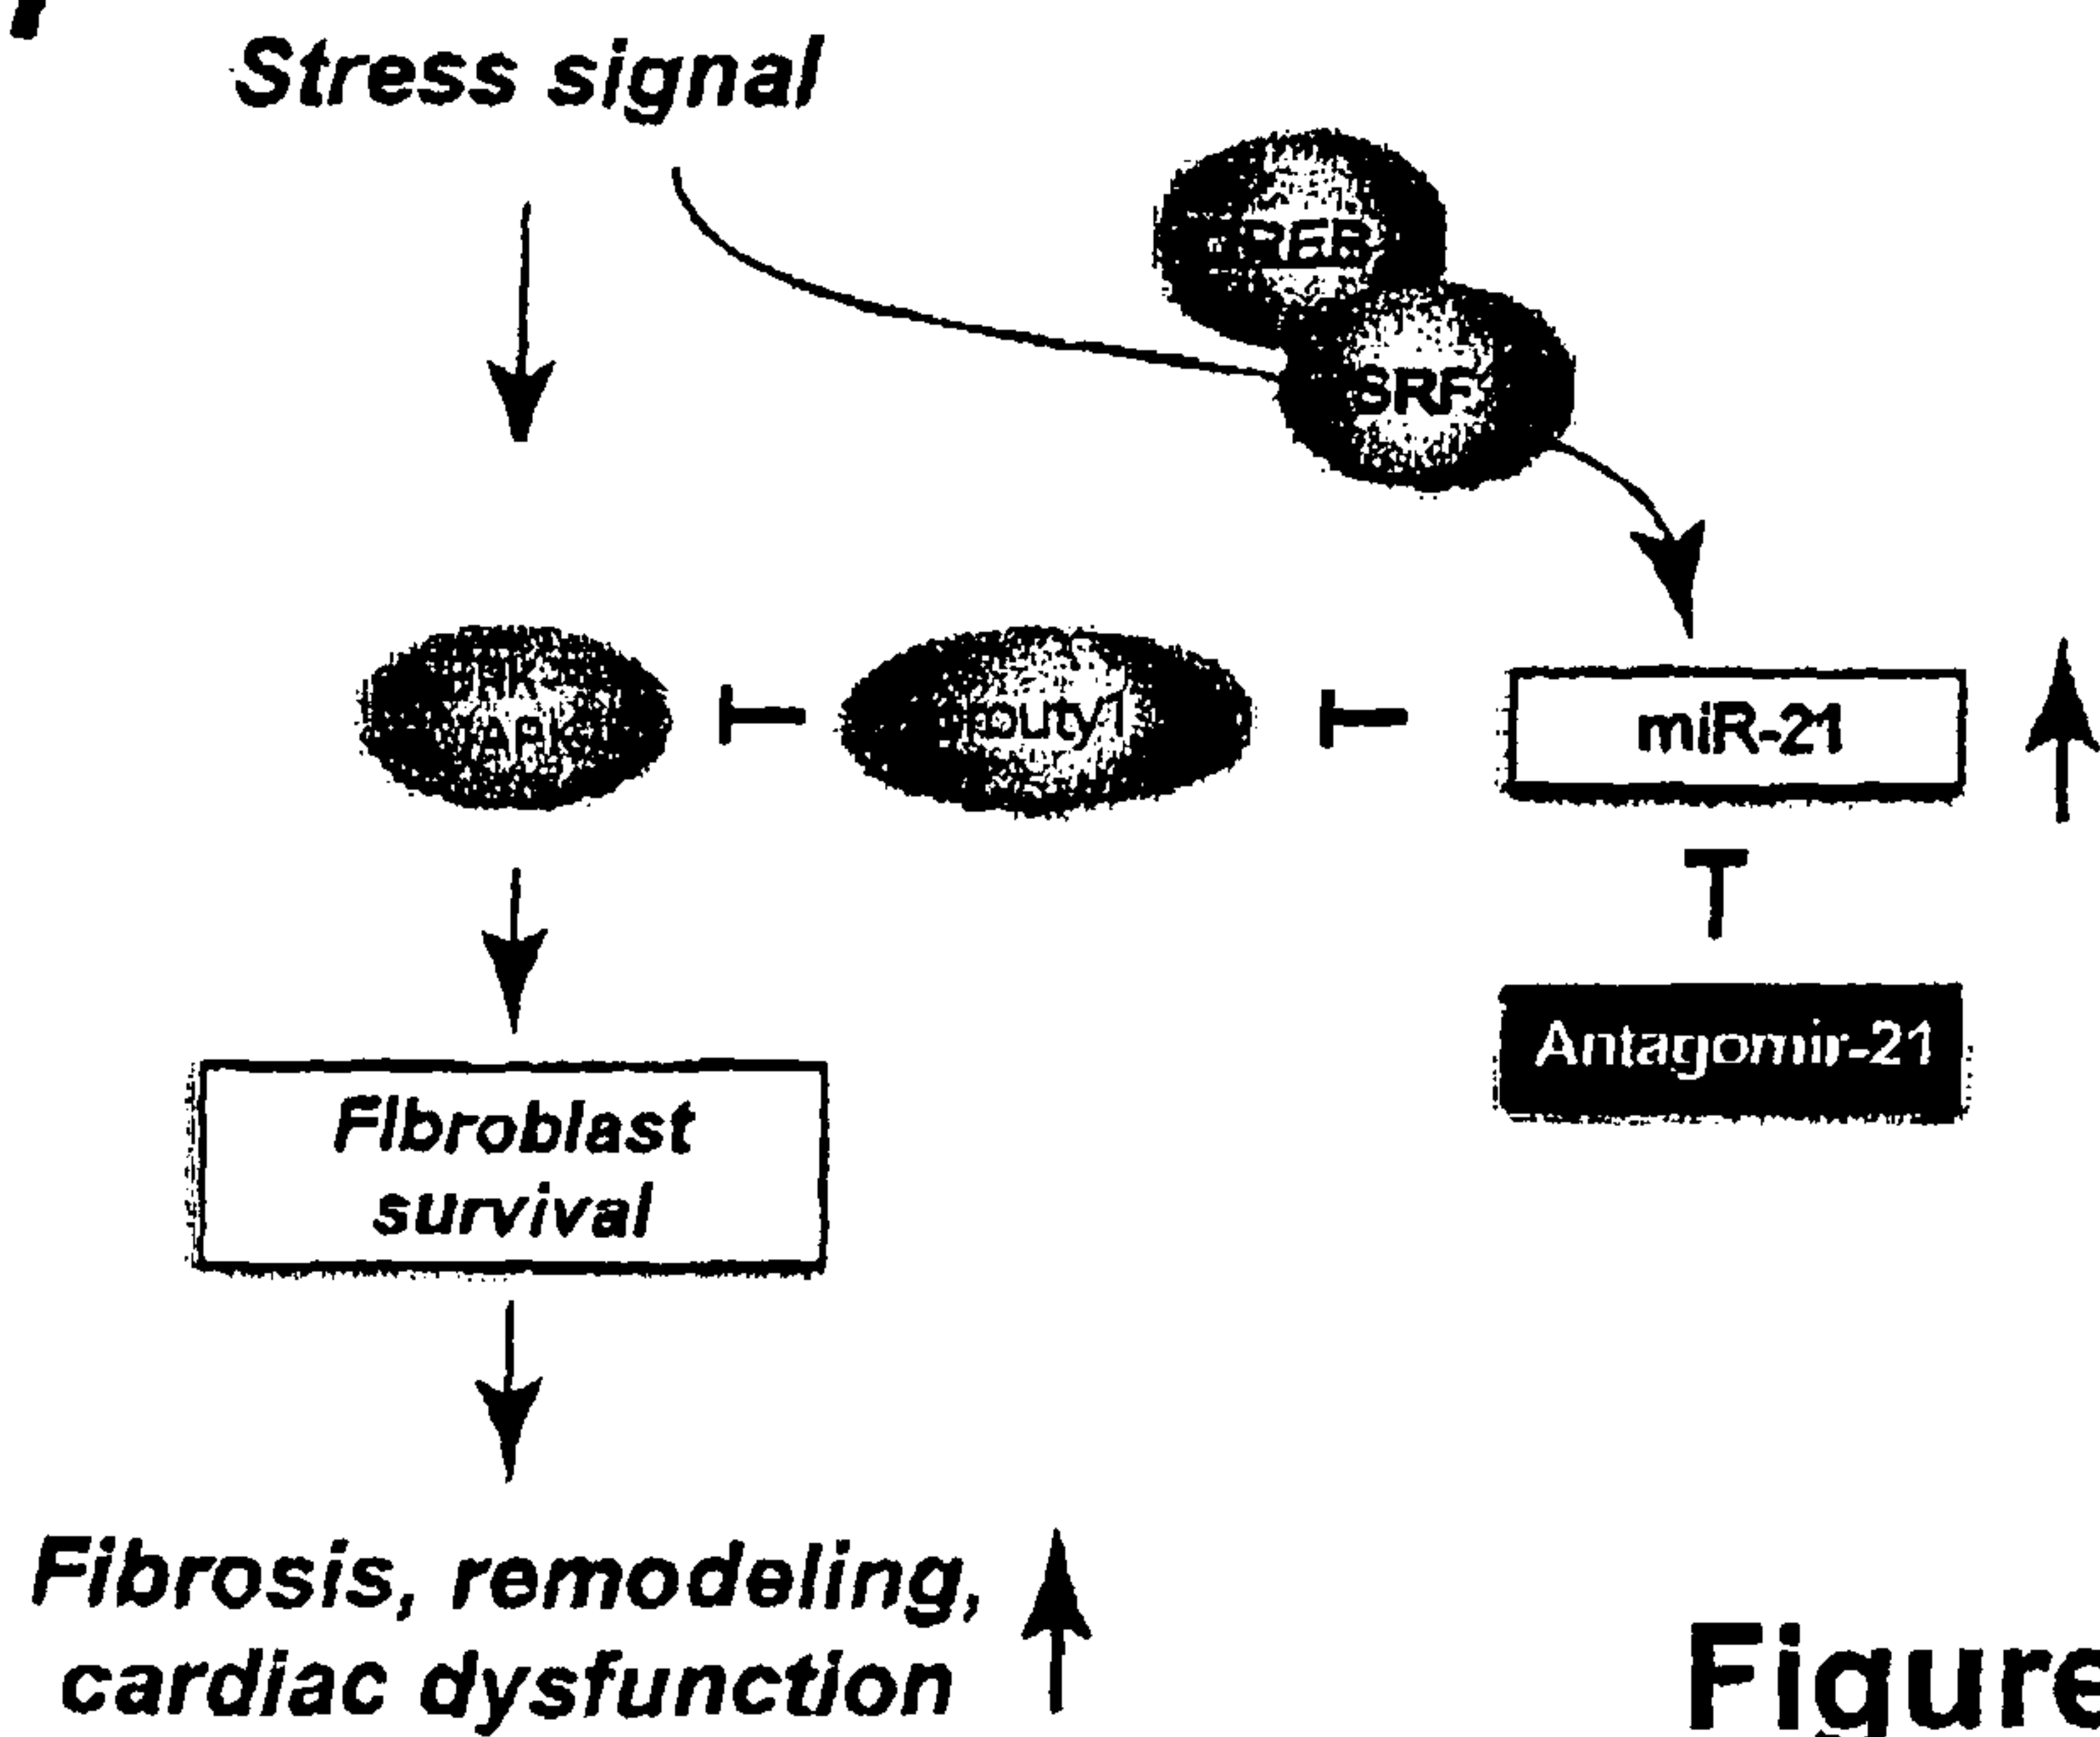 Stress signal
SRF
miR-21
Antagomir-21
Fibroblast
survival
Fibrosis, remodeling,
cardiac dysfunction
Figure